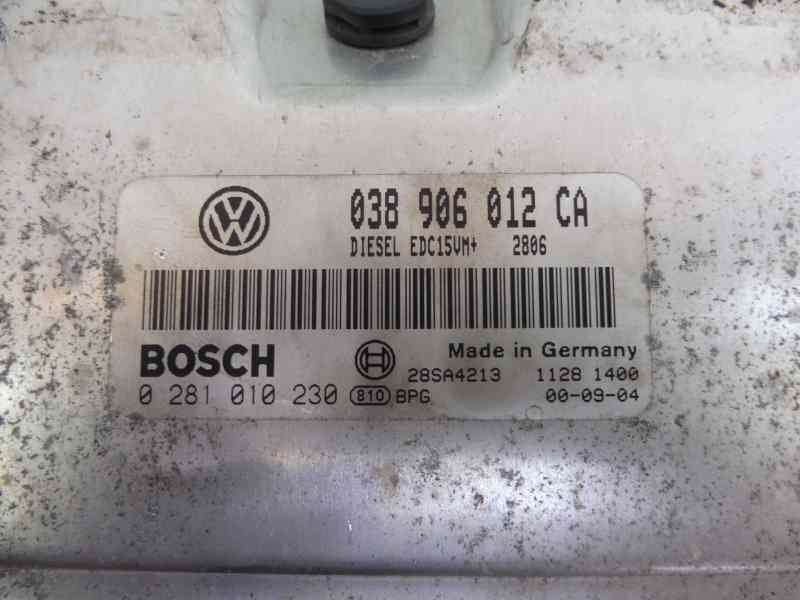 038 906 012 CA
DIESEL EDC15VM+ 2806
BOSCH
Made in Germany
28SA4213 1128 1400
0 281 010 230 810 BPG 00-09-04